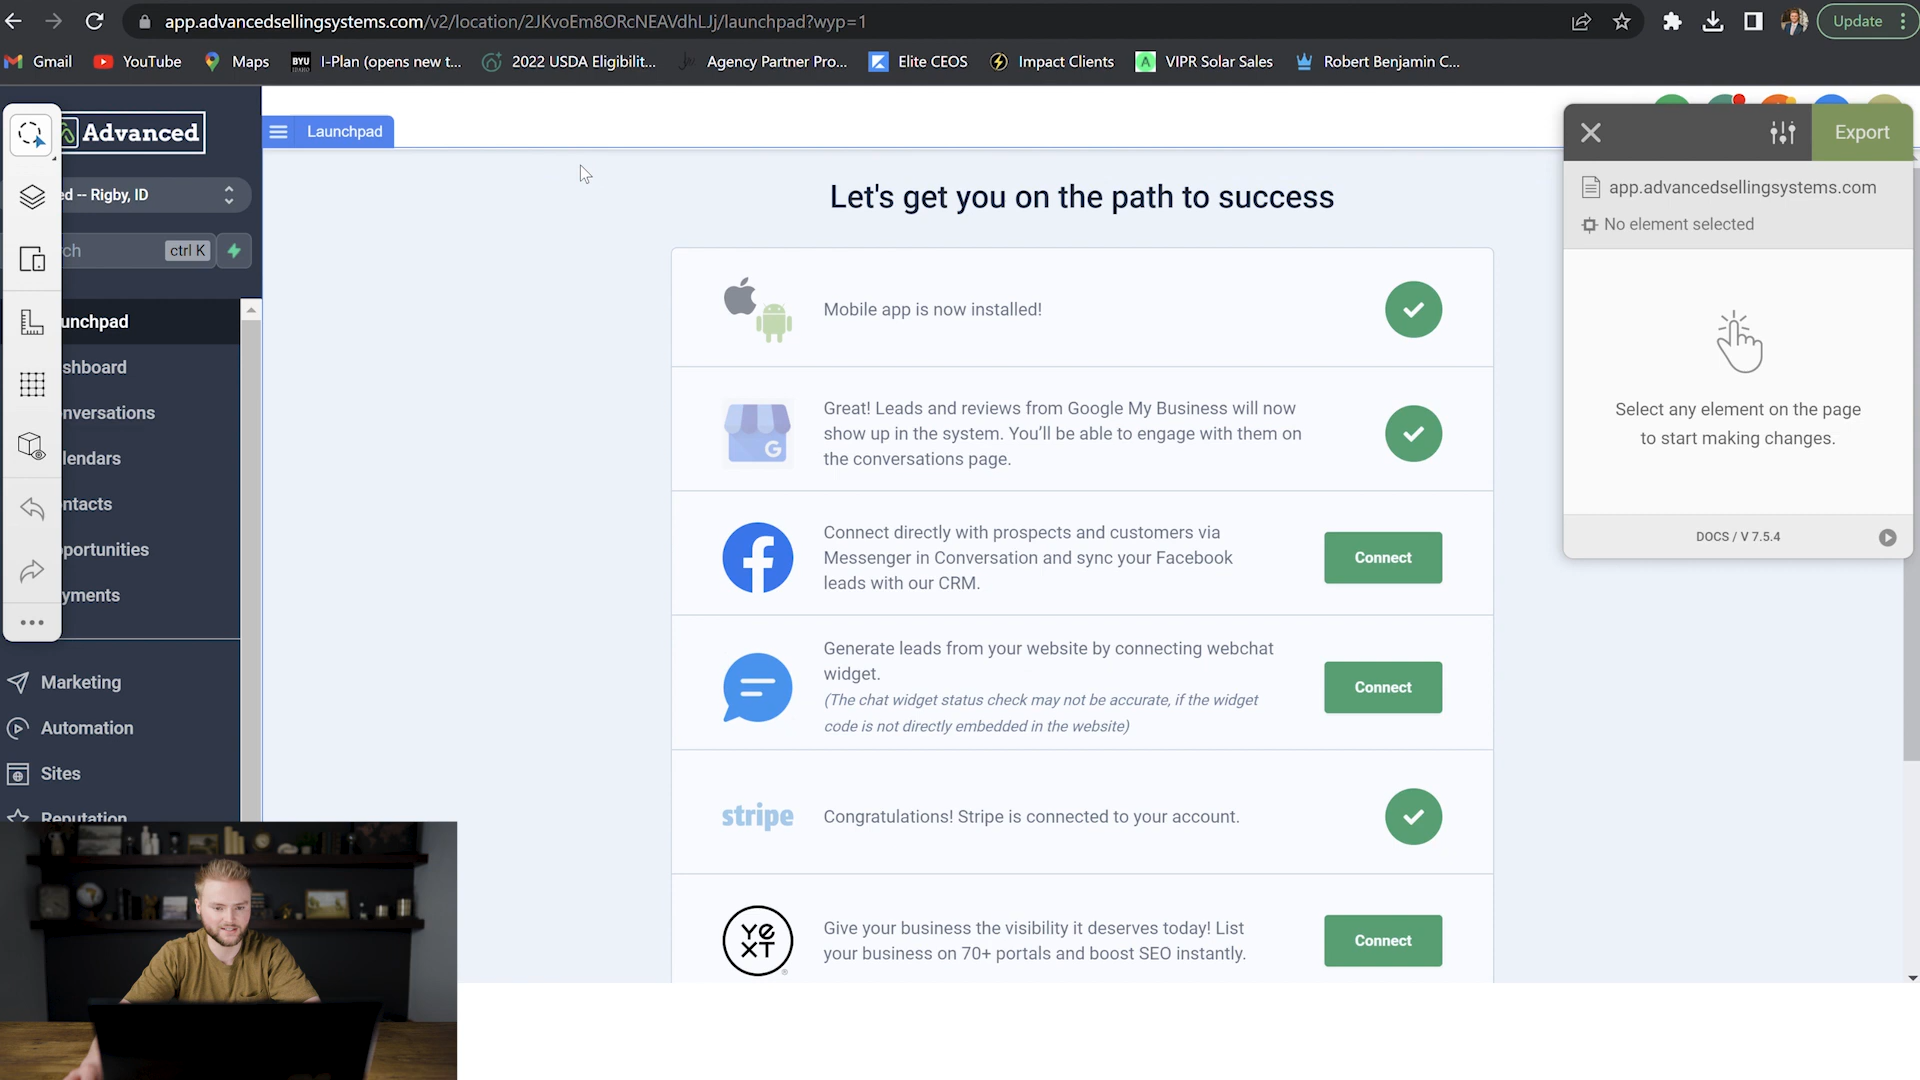 app.advancedsellingsystems.com/v2/location/2JKvoEm8ORcNEAVdhLJj/launchpad?wyp=1
Update
Gmail
YouTube
Maps
BYU
I-Plan (opens new t...
2022 USDA Eligibilit...
Agency Partner Pro...
Elite CEOS
Impact Clients
A
VIPR Solar Sales
Robert Benjamin C...
Advanced
ed -- Rigby, ID
rch
ctrl K
unchpad
shboard
nversations
lendars
ntacts
portunities
yments
Marketing
Automation
Sites
Reputation
Launchpad
Let's get you on the path to success
Mobile app is now installed!
G
Great! Leads and reviews from Google My Business will now
show up in the system. You'll be able to engage with them on
the conversations page.
Connect directly with prospects and customers via
Messenger in Conversation and sync your Facebook
leads with our CRM.
Connect
Generate leads from your website by connecting webchat
widget.
(The chat widget status check may not be accurate, if the widget
code is not directly embedded in the website)
Connect
stripe
Congratulations! Stripe is connected to your account.
YEXT
Give your business the visibility it deserves today! List
your business on 70+ portals and boost SEO instantly.
Connect
Export
app.advancedsellingsystems.com
No element selected
Select any element on the page
to start making changes.
DOCS / V 7.5.4